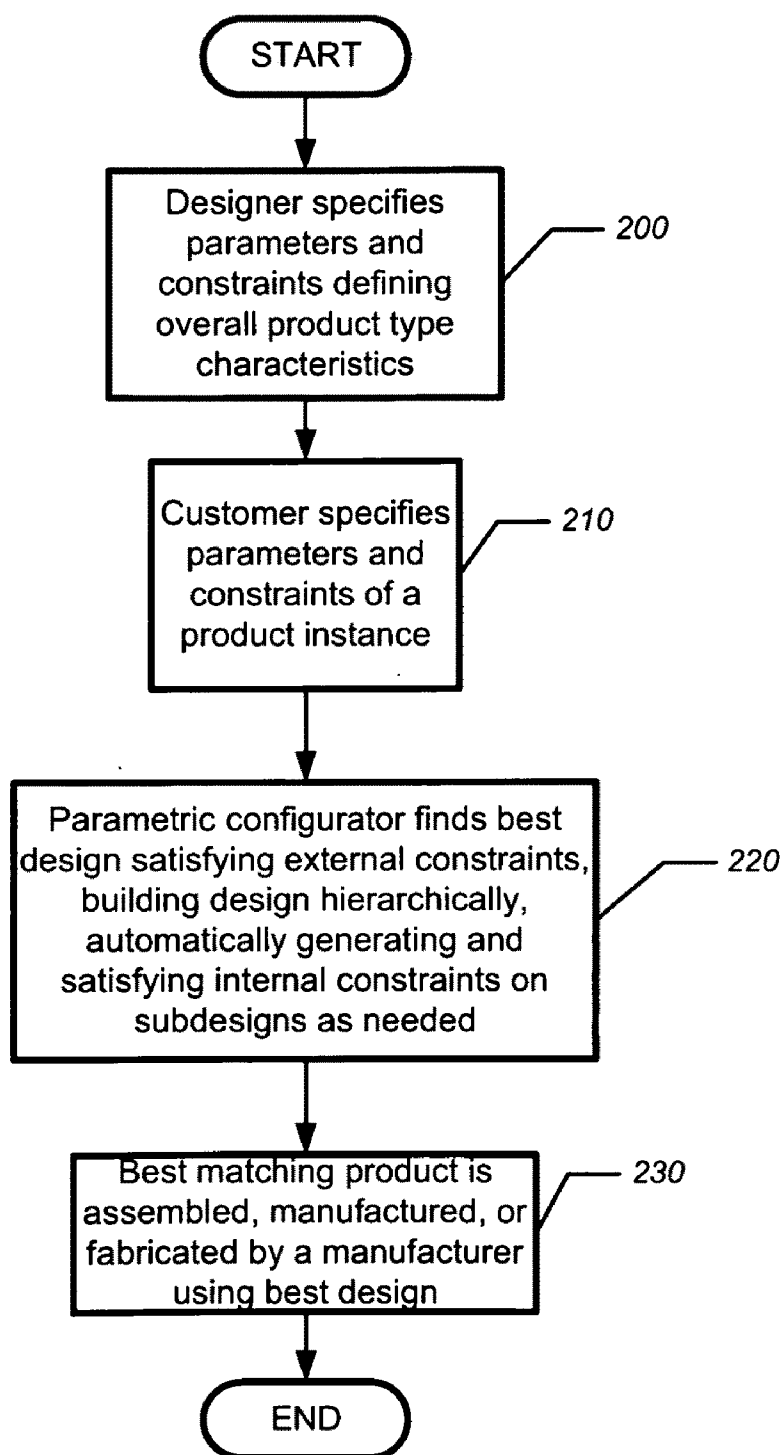 START
Designer specifies
parameters and
constraints defining
overall product type
characteristics
200
Customer specifies
parameters and
constraints of a
product instance
210
Parametric configurator finds best
design satisfying external constraints,
building design hierarchically,
automatically generating and
satisfying internal constraints on
subdesigns as needed
220
Best matching product is
assembled, manufactured, or
fabricated by a manufacturer
using best design
230
END